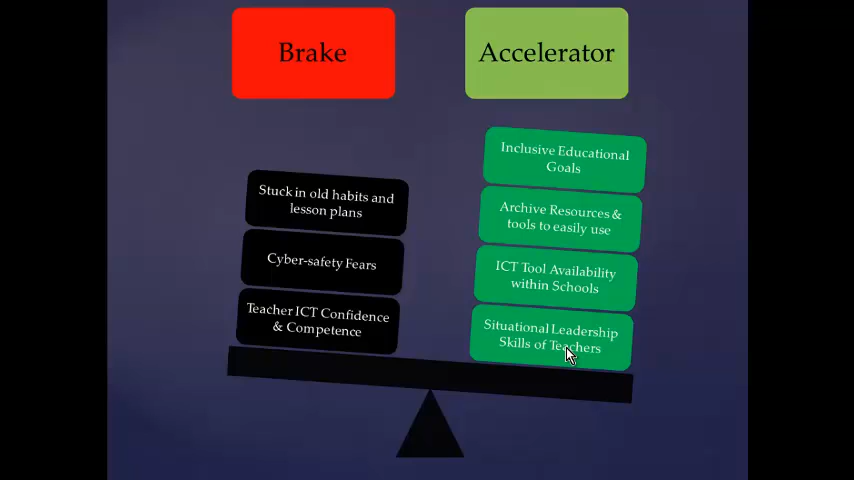 Brake
Accelerator
Stuck in old habits and
lesson plans
Cyber-safety Fears
Teacher ICT Confidence
& Competence
Inclusive Educational
Goals
Archive Resources &
tools to easily use
ICT Tool Availability
within Schools
Situational Leadership
Skills of Teachers